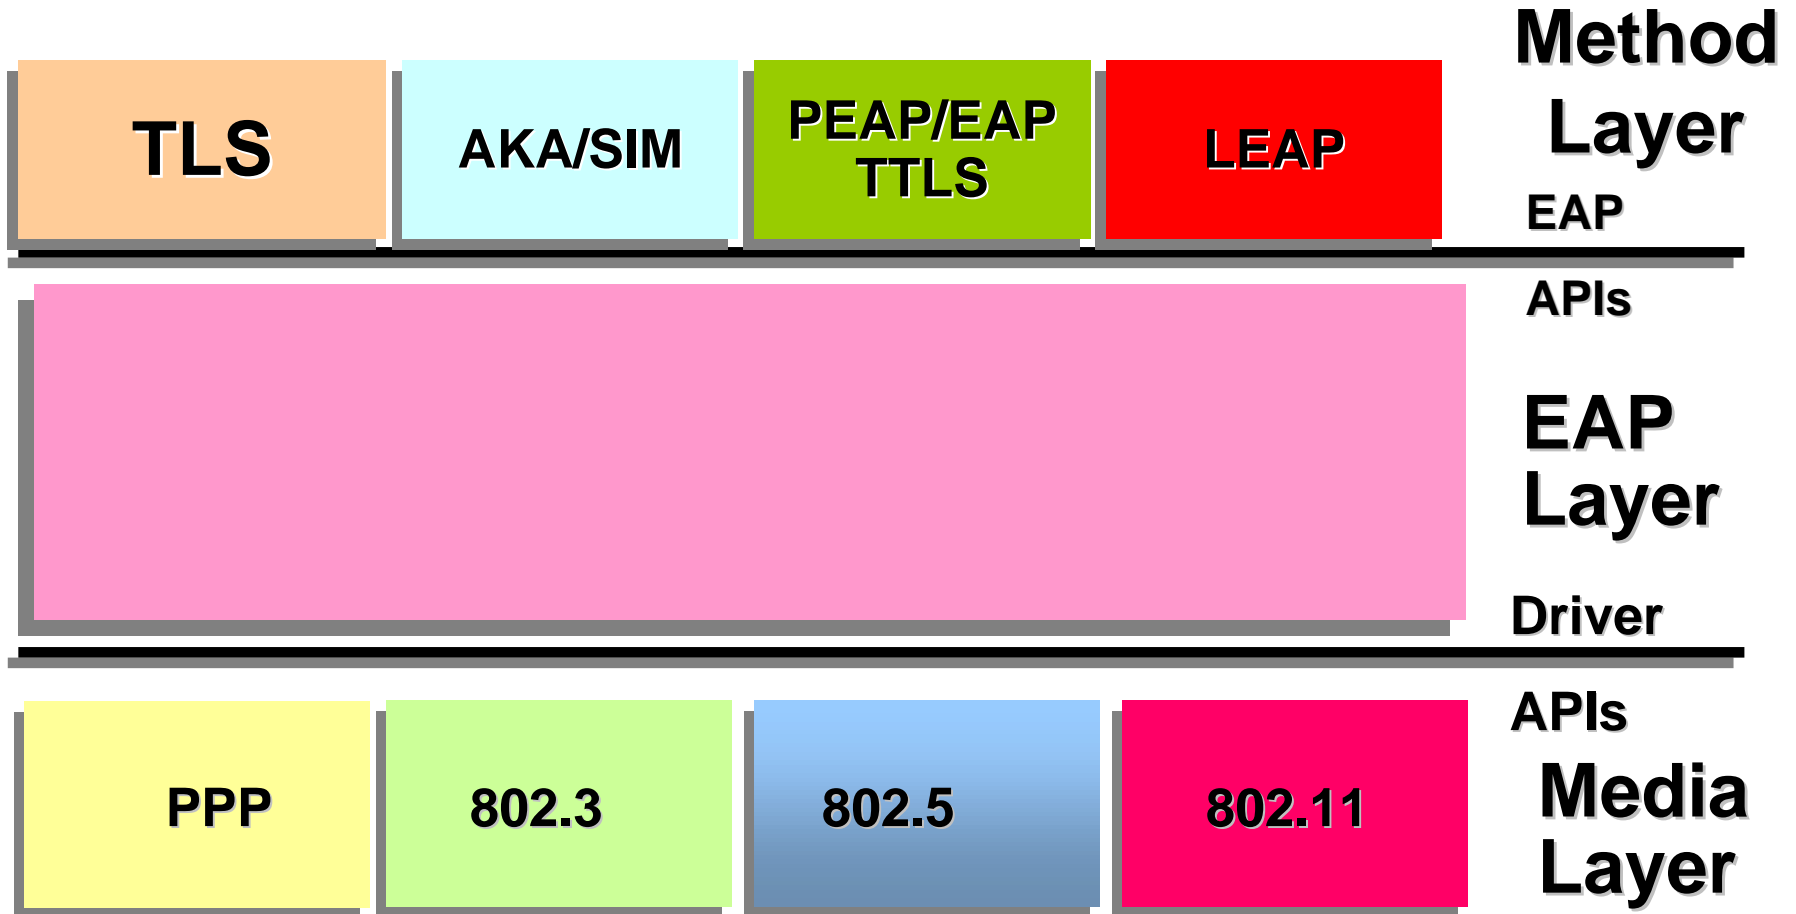 Method
Layer
TLS
AKA/SIM
PEAP/EAP
TTLS
LEAP
EAP
APIs
EAP
Layer
Driver
APIs
PPP
802.3
802.5
802.11
Media
Layer